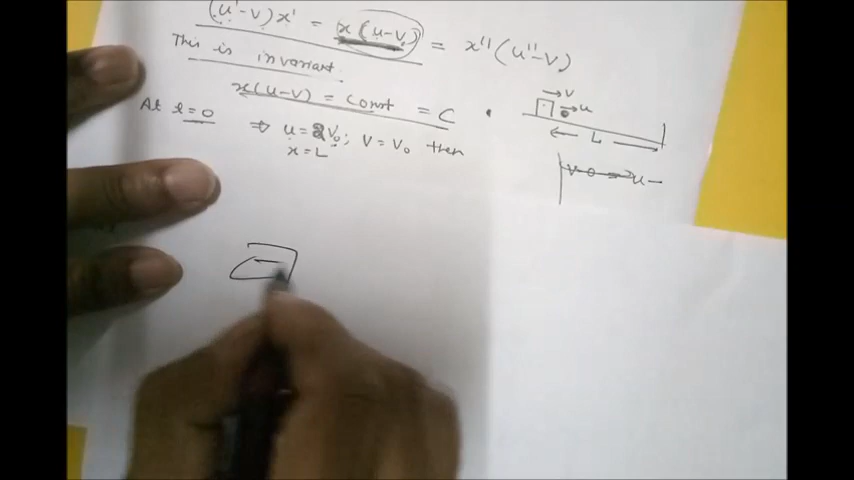 (u'-v)x' = x(u-v) = x''(u''-v)
This is invariant.
x(u-v) = Const = C
At t=0 ⇒ u=2V₀; V=V₀ then
x=L
→v
→u
← L →